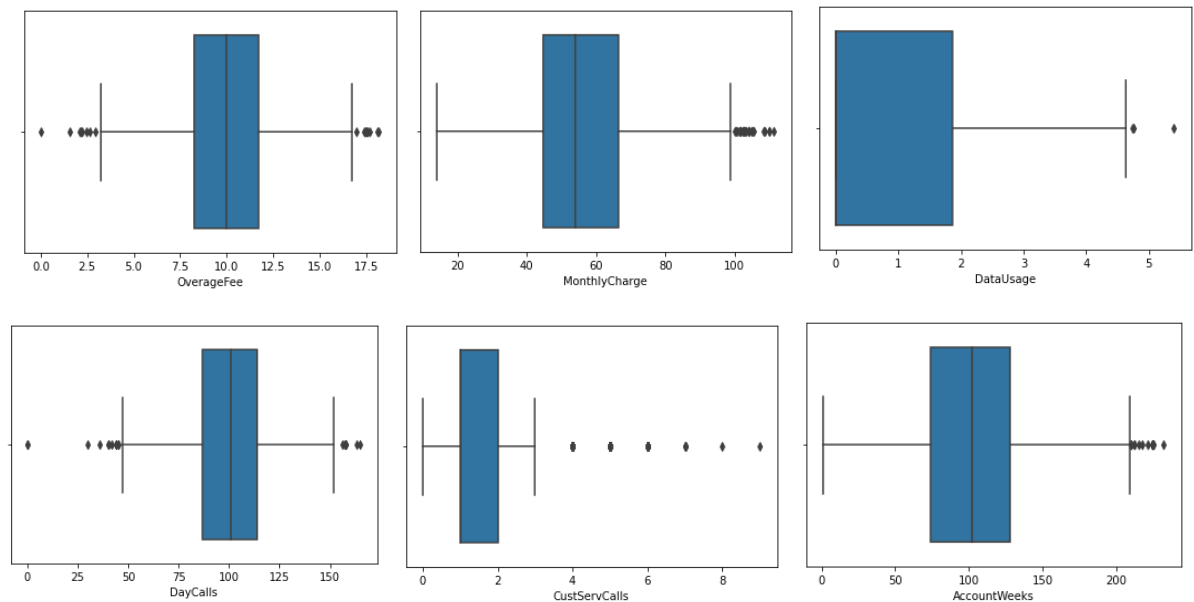 0.0 2.5 5.0 7.5 10.0 12.5 15.0 17.5
OverageFee
20 40 60 80 100
MonthlyCharge
0 1 2 3 4 5
DataUsage
0 25 50 75 100 125 150
DayCalls
0 2 4 6 8
CustServCalls
0 50 100 150 200
AccountWeeks